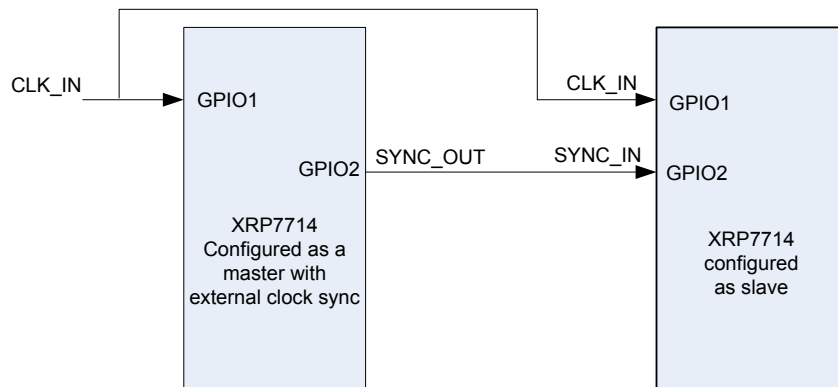 CLK_IN
GPIO1
GPIO2
XRP7714
Configured as a
master with
external clock sync
SYNC_OUT
CLK_IN
SYNC_IN
GPIO1
GPIO2
XRP7714
configured
as slave